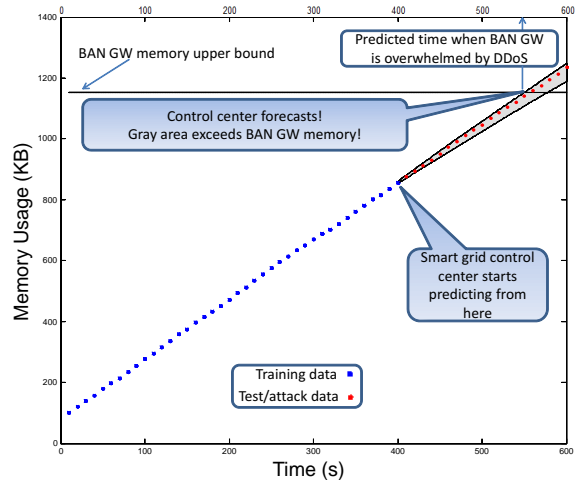 0 100 200 300 400 500 600
Predicted time when BAN GW
is overwhelmed by DDoS
BAN GW memory upper bound
Control center forecasts!
Gray area exceeds BAN GW memory!
Smart grid control
center starts
predicting from
here
Training data
Test/attack data
1400
1200
1000
800
600
400
200
0
Memory Usage (KB)
0 100 200 300 400 500 600
Time (s)